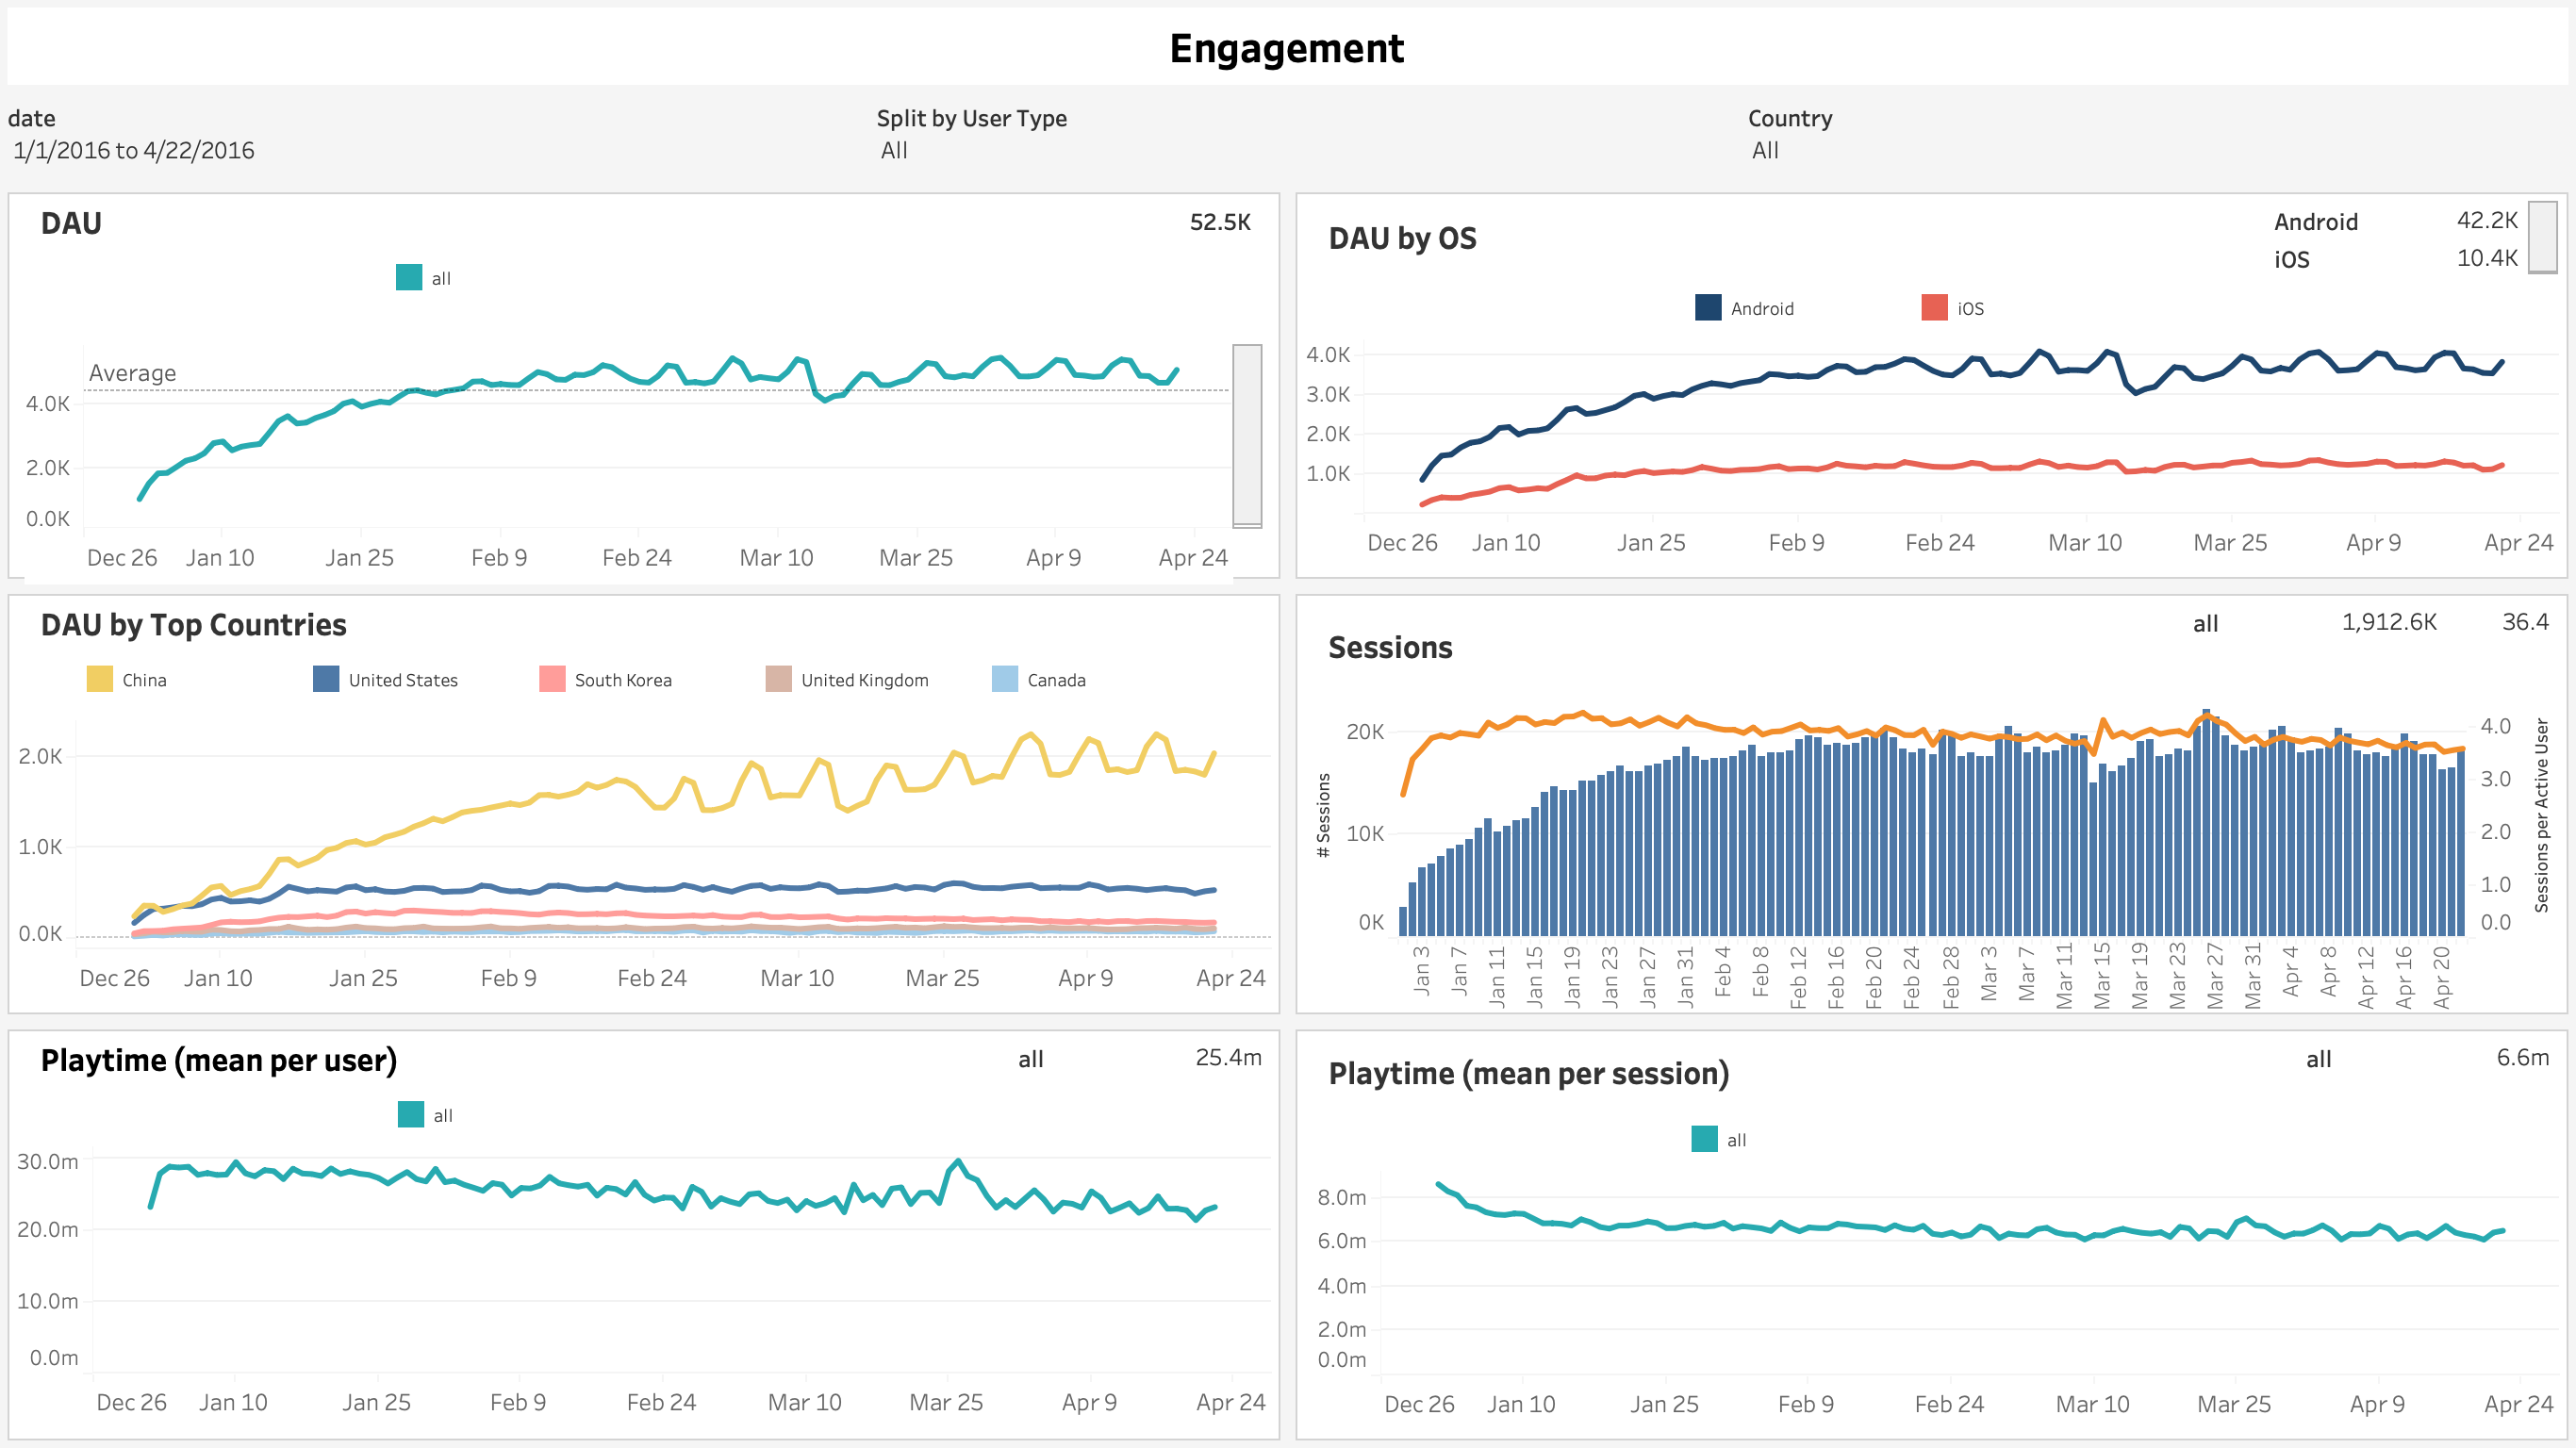 Engagement
date
1/1/2016 to 4/22/2016
Split by User Type
All
Country
All
DAU
52.5K
all
Average
4.0K
2.0K
0.0K
Dec 26 Jan 10 Jan 25 Feb 9 Feb 24 Mar 10 Mar 25 Apr 9 Apr 24
DAU by OS
Android 42.2K
iOS 10.4K
Android iOS
4.0K
3.0K
2.0K
1.0K
Dec 26 Jan 10 Jan 25 Feb 9 Feb 24 Mar 10 Mar 25 Apr 9 Apr 24
DAU by Top Countries
China United States South Korea United Kingdom Canada
2.0K
1.0K
0.0K
Dec 26 Jan 10 Jan 25 Feb 9 Feb 24 Mar 10 Mar 25 Apr 9 Apr 24
Sessions
all 1,912.6K 36.4
# Sessions
20K
10K
0K
4.0
3.0
2.0
1.0
0.0
Sessions per Active User
Jan 3 Jan 7 Jan 11 Jan 15 Jan 19 Jan 23 Jan 27 Jan 31 Feb 4 Feb 8 Feb 12 Feb 16 Feb 20 Feb 24 Feb 28 Mar 3 Mar 7 Mar 11 Mar 15 Mar 19 Mar 23 Mar 27 Mar 31 Apr 4 Apr 8 Apr 12 Apr 16 Apr 20
Playtime (mean per user)
all 25.4m
all
30.0m
20.0m
10.0m
0.0m
Dec 26 Jan 10 Jan 25 Feb 9 Feb 24 Mar 10 Mar 25 Apr 9 Apr 24
Playtime (mean per session)
all 6.6m
all
8.0m
6.0m
4.0m
2.0m
0.0m
Dec 26 Jan 10 Jan 25 Feb 9 Feb 24 Mar 10 Mar 25 Apr 9 Apr 24